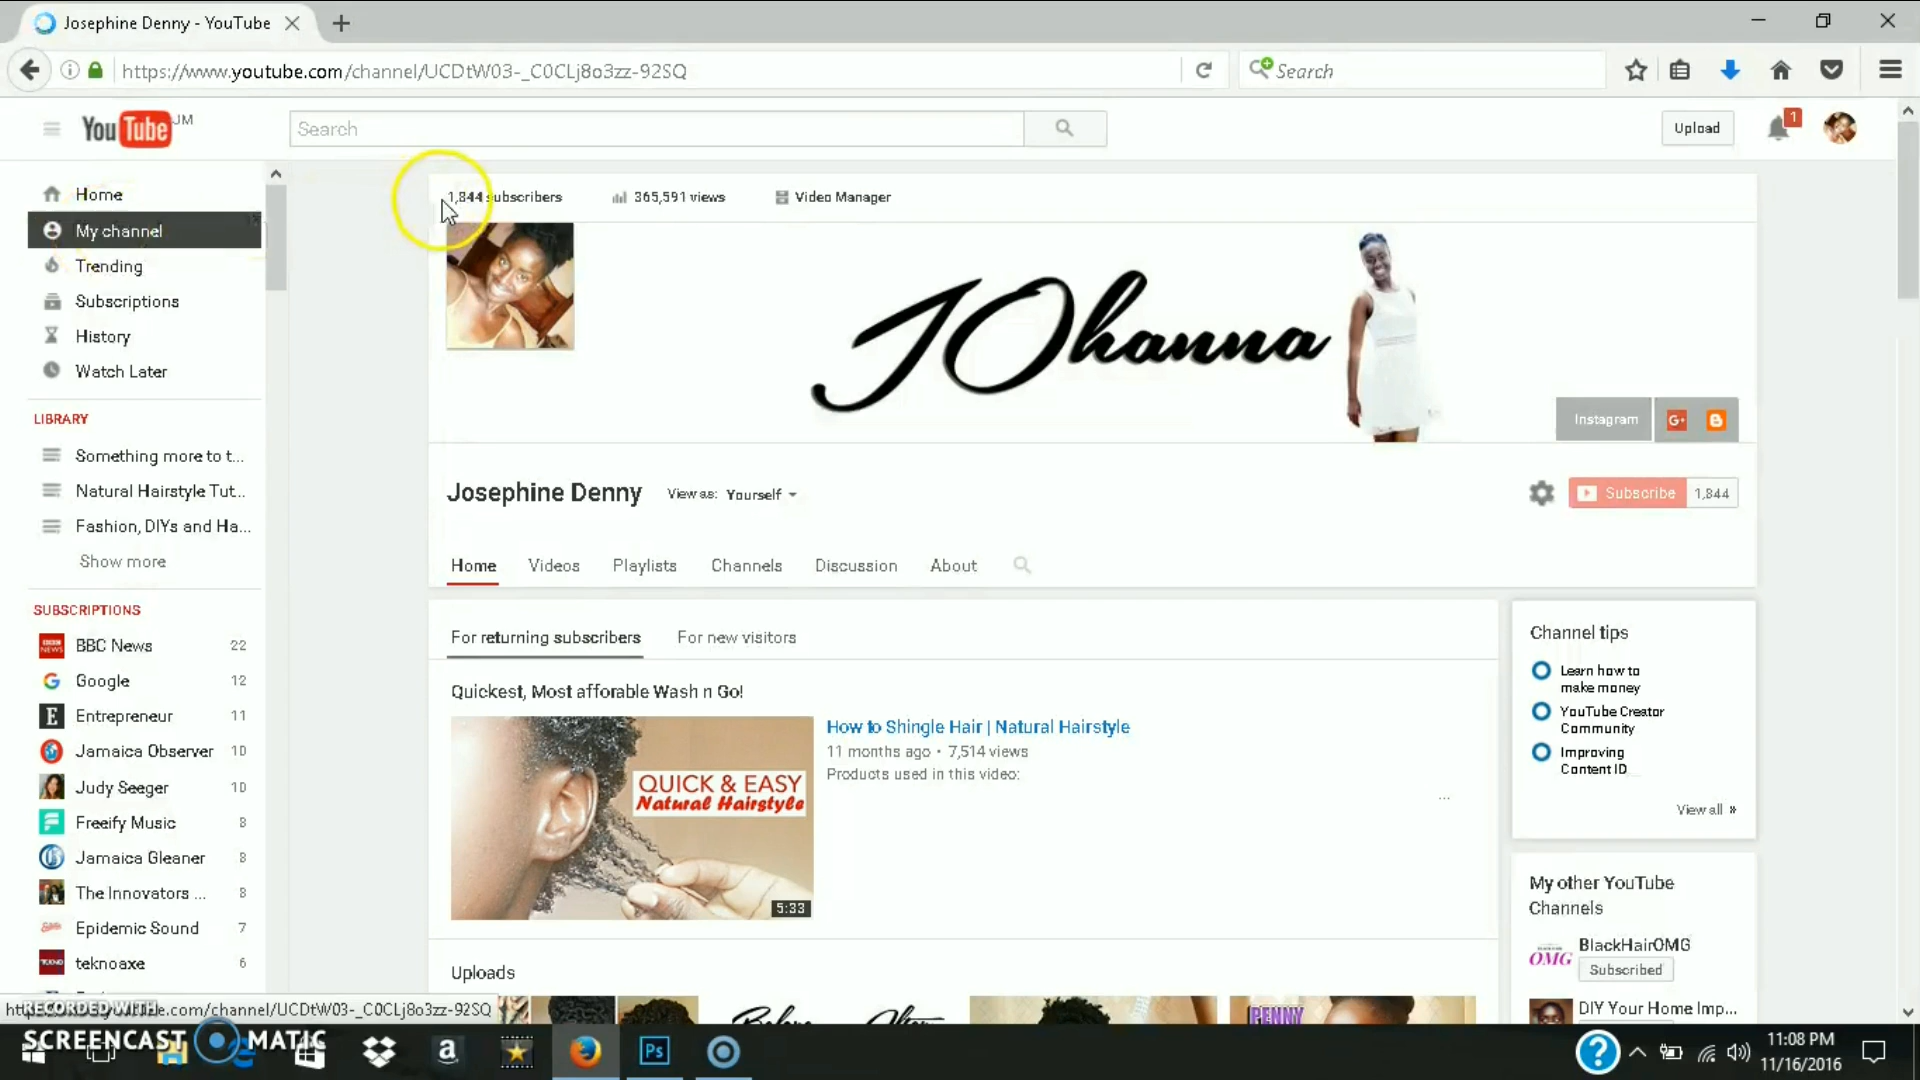 Josephine Denny - YouTube
https://www.youtube.com/channel/UCDtW03-_C0CLj8o3zz-92SQ
Search
YouTube JM
Search
Upload
1
Home
My channel
Trending
Subscriptions
History
Watch Later
LIBRARY
Something more to t...
Natural Hairstyle Tut...
Fashion, DIYs and Ha...
Show more
SUBSCRIPTIONS
BBC News 22
Google 12
Entrepreneur 11
Jamaica Observer 10
Judy Seeger 10
Freeify Music 8
Jamaica Gleaner 8
The Innovators ... 8
Epidemic Sound 7
teknoaxe 6
1,844 subscribers
365,591 views
Video Manager
JOhanna
Instagram
Josephine Denny
View as: Yourself
Subscribe 1,844
Home
Videos
Playlists
Channels
Discussion
About
For returning subscribers
For new visitors
Quickest, Most afforable Wash n Go!
QUICK & EASY
Natural Hairstyle
5:33
How to Shingle Hair | Natural Hairstyle
11 months ago • 7,514 views
Products used in this video:
...
Uploads
PENNY
Channel tips
Learn how to
make money
YouTube Creator
Community
Improving
Content ID
View all »
My other YouTube
Channels
OMG
BlackHairOMG
Subscribed
DIY Your Home Imp...
RECORDED WITH
SCREENCAST MATIC
Ps
11:08 PM
11/16/2016